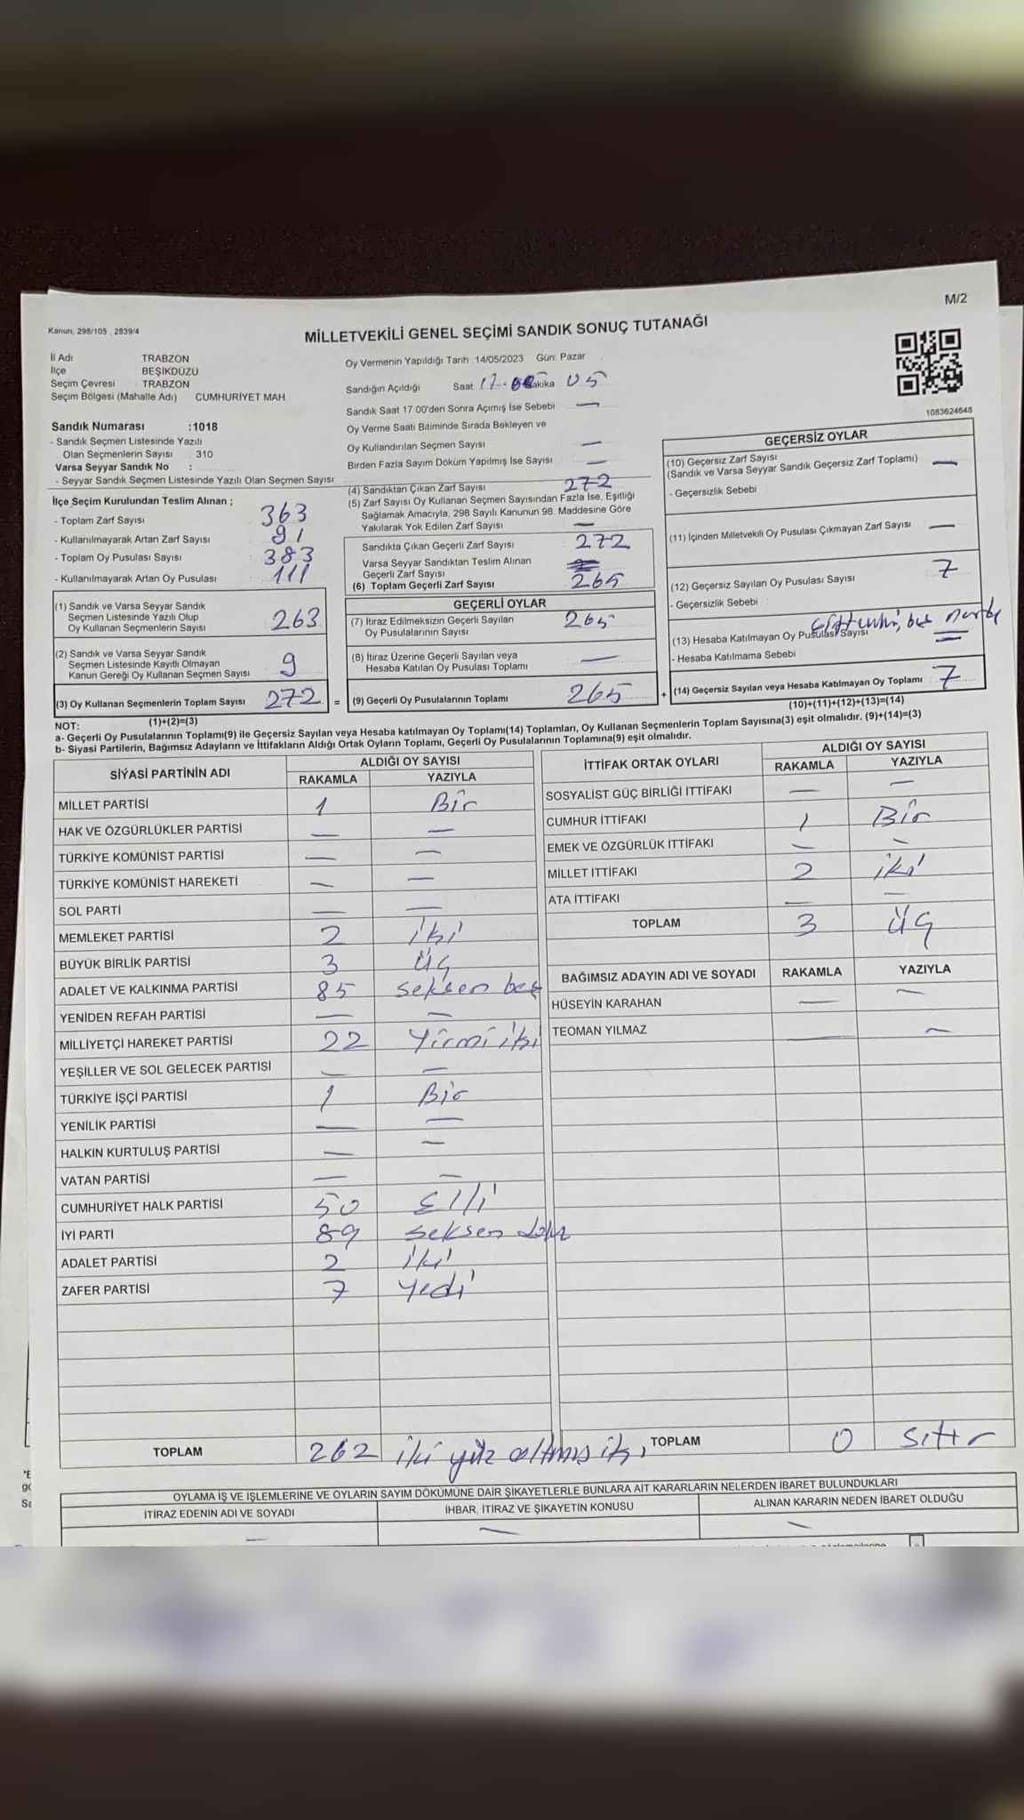 M/2
Kanun, 298/105 , 2839/4
MİLLETVEKİLİ GENEL SEÇİMİ SANDIK SONUÇ TUTANAĞI
İl Adı TRABZON
İlçe BEŞİKDÜZÜ
Seçim Çevresi TRABZON
Seçim Bölgesi (Mahalle Adı) CUMHURİYET MAH
Sandık Numarası :1018
- Sandık Seçmen Listesinde Yazılı
Olan Seçmenlerin Sayısı 310
Varsa Seyyar Sandık No :
- Seyyar Sandık Seçmen Listesinde Yazılı Olan Seçmen Sayısı
İlçe Seçim Kurulundan Teslim Alınan ;
- Toplam Zarf Sayısı 363
- Kullanılmayarak Artan Zarf Sayısı 91
- Toplam Oy Pusulası Sayısı 383
- Kullanılmayarak Artan Oy Pusulası 111
(1) Sandık ve Varsa Seyyar Sandık
Seçmen Listesinde Yazılı Olup
Oy Kullanan Seçmenlerin Sayısı 263
(2) Sandık ve Varsa Seyyar Sandık
Seçmen Listesinde Kayıtlı Olmayan
Kanun Gereği Oy Kullanan Seçmen Sayısı 9
(3) Oy Kullanan Seçmenlerin Toplam Sayısı 272 =
(1)+(2)=(3)
Oy Vermenin Yapıldığı Tarih :14/05/2023 Gün: Pazar
Sandığın Açıldığı Saat 17 Dakika 05
Sandık Saat 17 00'den Sonra Açımış İse Sebebi —
Oy Verme Saati Bitiminde Sırada Bekleyen ve
Oy Kullandırılan Seçmen Sayısı —
Birden Fazla Sayım Döküm Yapılmış İse Sayısı —
(4) Sandıktan Çıkan Zarf Sayısı 272
(5) Zarf Sayısı Oy Kullanan Seçmen Sayısından Fazla İse, Eşitliği
Sağlamak Amacıyla, 298 Sayılı Kanunun 98. Maddesine Göre
Yakılarak Yok Edilen Zarf Sayısı —
Sandıkta Çıkan Geçerli Zarf Sayısı 272
Varsa Seyyar Sandıktan Teslim Alınan
Geçerli Zarf Sayısı
(6) Toplam Geçerli Zarf Sayısı 265
GEÇERLİ OYLAR
(7) İtiraz Edilmeksizin Geçerli Sayılan
Oy Pusulalarının Sayısı 265
(8) İtiraz Üzerine Geçerli Sayılan veya
Hesaba Katılan Oy Pusulası Toplamı —
(9) Geçerli Oy Pusulalarının Toplamı 265 +
1083624648
GEÇERSİZ OYLAR
(10) Geçersiz Zarf Sayısı
(Sandık ve Varsa Seyyar Sandık Geçersiz Zarf Toplamı) —
- Geçersizlik Sebebi
(11) İçinden Milletvekili Oy Pusulası Çıkmayan Zarf Sayısı —
(12) Geçersiz Sayılan Oy Pusulası Sayısı 7
- Geçersizlik Sebebi
(13) Hesaba Katılmayan Oy Pusulası Sayısı
- Hesaba Katılmama Sebebi
(14) Geçersiz Sayılan veya Hesaba Katılmayan Oy Toplamı 7
(10)+(11)+(12)+(13)=(14)
NOT:
a- Geçerli Oy Pusulalarının Toplamı(9) ile Geçersiz Sayılan veya Hesaba katılmayan Oy Toplamı(14) Toplamları, Oy Kullanan Seçmenlerin Toplam Sayısına(3) eşit olmalıdır. (9)+(14)=(3)
b- Siyasi Partilerin, Bağımsız Adayların ve İttifakların Aldığı Ortak Oyların Toplamı, Geçerli Oy Pusulalarının Toplamına(9) eşit olmalıdır.
SİYASİ PARTİNİN ADI ALDIĞI OY SAYISI
RAKAMLA YAZIYLA
MİLLET PARTİSİ 1 Bir
HAK VE ÖZGÜRLÜKLER PARTİSİ — —
TÜRKİYE KOMÜNİST PARTİSİ — —
TÜRKİYE KOMÜNİST HAREKETİ — —
SOL PARTİ — —
MEMLEKET PARTİSİ 2 iki
BÜYÜK BİRLİK PARTİSİ 3 Üç
ADALET VE KALKINMA PARTİSİ 85 seksen beş
YENİDEN REFAH PARTİSİ — —
MİLLİYETÇİ HAREKET PARTİSİ 22 Yirmi iki
YEŞİLLER VE SOL GELECEK PARTİSİ — —
TÜRKİYE İŞÇİ PARTİSİ 1 Bir
YENİLİK PARTİSİ — —
HALKIN KURTULUŞ PARTİSİ — —
VATAN PARTİSİ — —
CUMHURİYET HALK PARTİSİ 50 Elli
İYİ PARTİ 89 seksen dokuz
ADALET PARTİSİ 2 iki
ZAFER PARTİSİ 7 Yedi
TOPLAM 262 iki yüz altmış iki
İTTİFAK ORTAK OYLARI ALDIĞI OY SAYISI
RAKAMLA YAZIYLA
SOSYALİST GÜÇ BİRLİĞİ İTTİFAKI — —
CUMHUR İTTİFAKI 1 Bir
EMEK VE ÖZGÜRLÜK İTTİFAKI — —
MİLLET İTTİFAKI 2 iki
ATA İTTİFAKI — —
TOPLAM 3 Üç
BAĞIMSIZ ADAYIN ADI VE SOYADI RAKAMLA YAZIYLA
HÜSEYİN KARAHAN — —
TEOMAN YILMAZ — —
TOPLAM 0 sıfır
OYLAMA İŞ VE İŞLEMLERİNE VE OYLARIN SAYIM DÖKÜMÜNE DAİR ŞİKAYETLERLE BUNLARA AİT KARARLARIN NELERDEN İBARET BULUNDUKLARI
İTİRAZ EDENİN ADI VE SOYADI İHBAR, İTİRAZ VE ŞİKAYETİN KONUSU ALINAN KARARIN NEDEN İBARET OLDUĞU
— — —